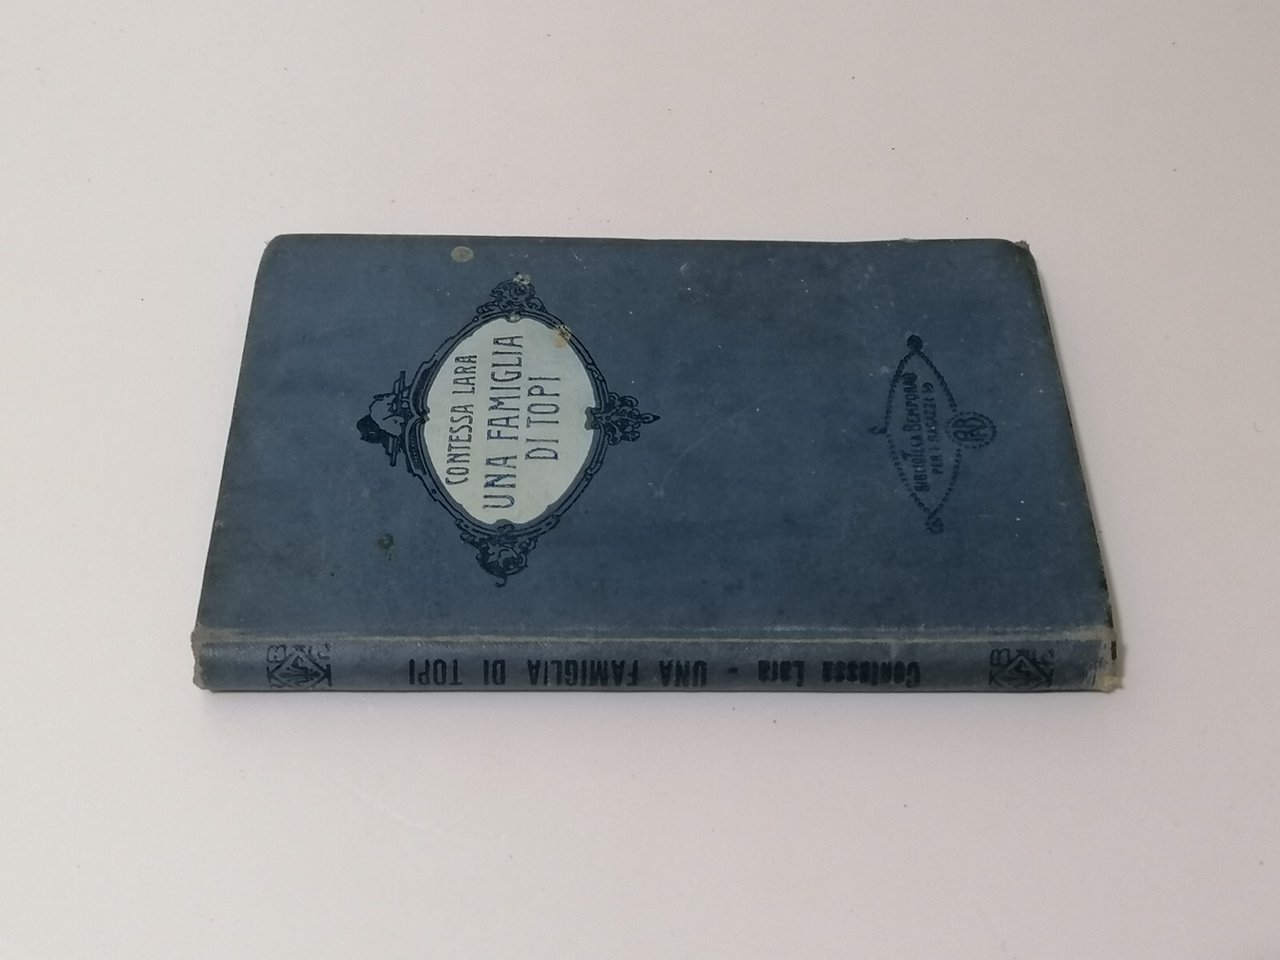 CONTESSA LARA
UNA FAMIGLIA
DI TOPI
BIBLIOTECA BEMPORAD
PER I RAGAZZI
Contessa Lara - UNA FAMIGLIA DI TOPI